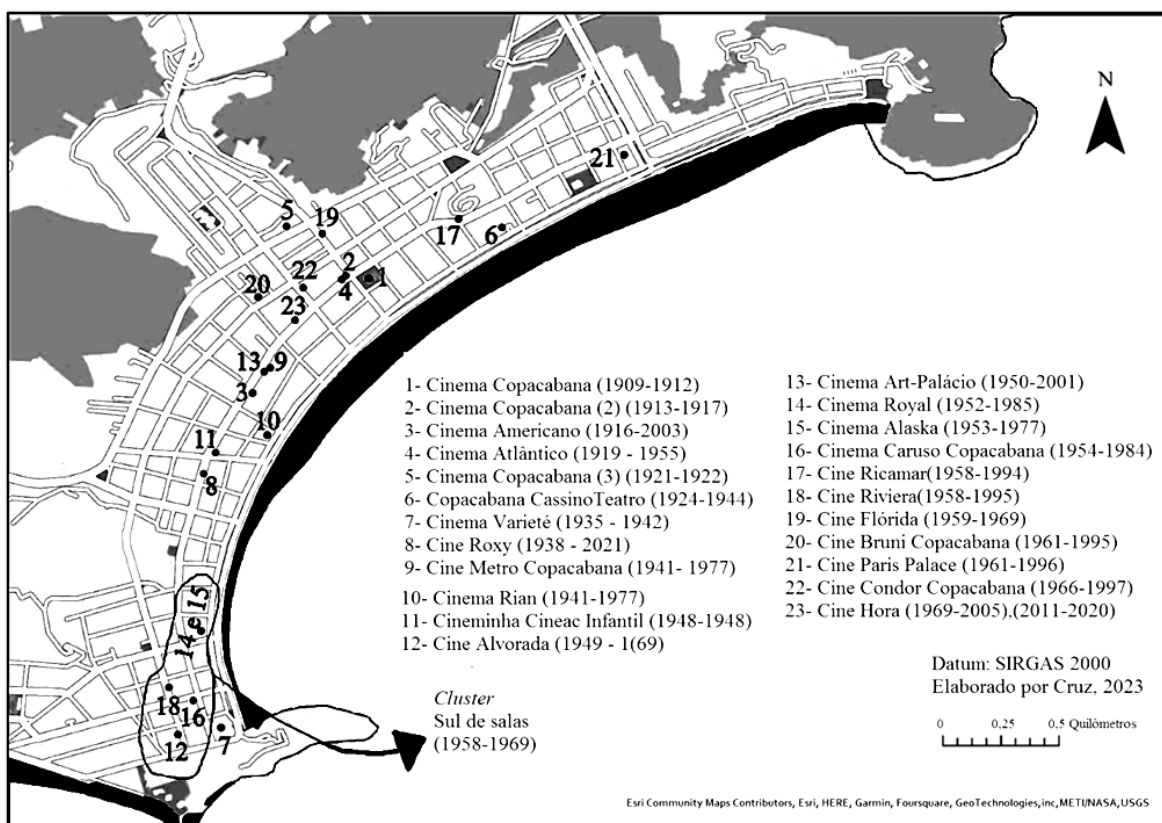 N
21
5
19
17
6
2
22
1
4
20
23
13
9
3
10
11
8
15
14 e
18
16
12
7
1- Cinema Copacabana (1909-1912)
2- Cinema Copacabana (2) (1913-1917)
3- Cinema Americano (1916-2003)
4- Cinema Atlântico (1919 - 1955)
5- Cinema Copacabana (3) (1921-1922)
6- Copacabana CassinoTeatro (1924-1944)
7- Cinema Varieté (1935 - 1942)
8- Cine Roxy (1938 - 2021)
9- Cine Metro Copacabana (1941- 1977)
10- Cinema Rian (1941-1977)
11- Cineminha Cineac Infantil (1948-1948)
12- Cine Alvorada (1949 - 1(69)
13- Cinema Art-Palácio (1950-2001)
14- Cinema Royal (1952-1985)
15- Cinema Alaska (1953-1977)
16- Cinema Caruso Copacabana (1954-1984)
17- Cine Ricamar(1958-1994)
18- Cine Riviera(1958-1995)
19- Cine Flórida (1959-1969)
20- Cine Bruni Copacabana (1961-1995)
21- Cine Paris Palace (1961-1996)
22- Cine Condor Copacabana (1966-1997)
23- Cine Hora (1969-2005),(2011-2020)
Cluster
Sul de salas
(1958-1969)
Datum: SIRGAS 2000
Elaborado por Cruz, 2023
0 0,25 0,5 Quilômetros
Esri Community Maps Contributors, Esri, HERE, Garmin, Foursquare, GeoTechnologies,inc,METI/NASA,USGS